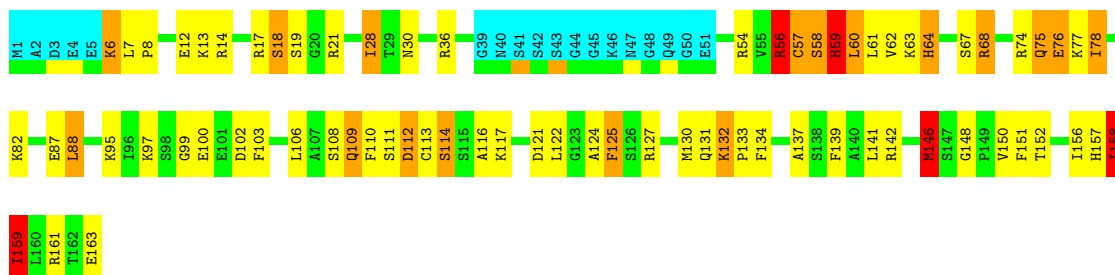 M1 A2 D3 E4 E5 K6 L7 P8 E12 K13 R14 R17 S18 S19 G20 R21 I28 T29 N30 R36 G39 N40 S41 S42 S43 G44 G45 K46 N47 G48 Q49 G50 E51 R54 V55 R56 C57 S58 H59 L60 L61 V62 K63 H64 S67 R68 R74 Q75 E76 K77 I78
K82 E87 L88 K95 I96 K97 S98 G99 E100 E101 D102 F103 L106 A107 S108 Q109 F110 S111 D112 C113 S114 S115 A116 K117 D121 L122 G123 A124 F125 S126 R127 M130 Q131 K132 P133 F134 A137 S138 F139 A140 L141 R142 M146 S147 G148 P149 V150 F151 T152 I156 H157
I159 L160 R161 T162 E163